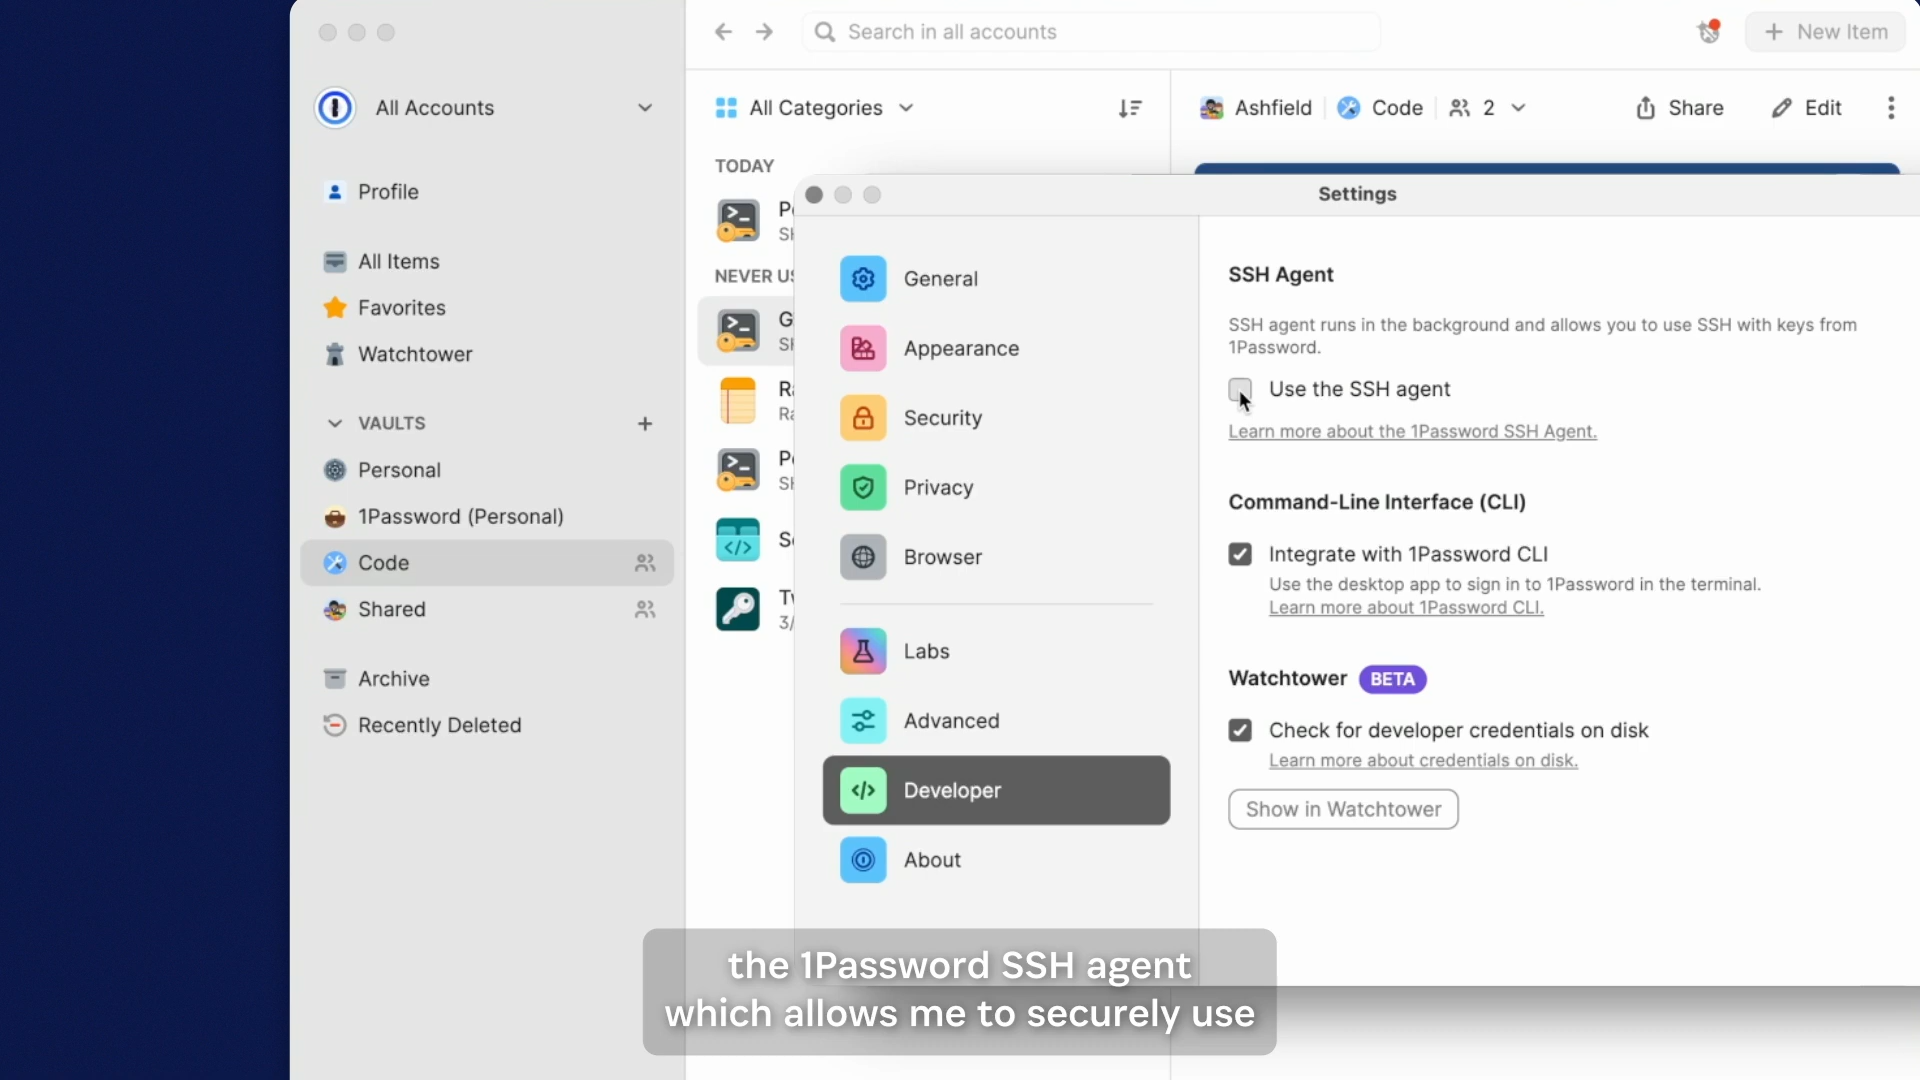 Search in all accounts
New Item
All Accounts
All Categories
Ashfield
Code
2
Share
Edit
Profile
All Items
Favorites
Watchtower
VAULTS
Personal
1Password (Personal)
Code
Shared
Archive
Recently Deleted
TODAY
NEVER
Settings
General
Appearance
Security
Privacy
Browser
Labs
Advanced
Developer
About
SSH Agent
SSH agent runs in the background and allows you to use SSH with keys from
1Password.
Use the SSH agent
Learn more about the 1Password SSH Agent.
Command-Line Interface (CLI)
Integrate with 1Password CLI
Use the desktop app to sign in to 1Password in the terminal.
Learn more about 1Password CLI.
Watchtower BETA
Check for developer credentials on disk
Learn more about credentials on disk.
Show in Watchtower
the 1Password SSH agent
which allows me to securely use